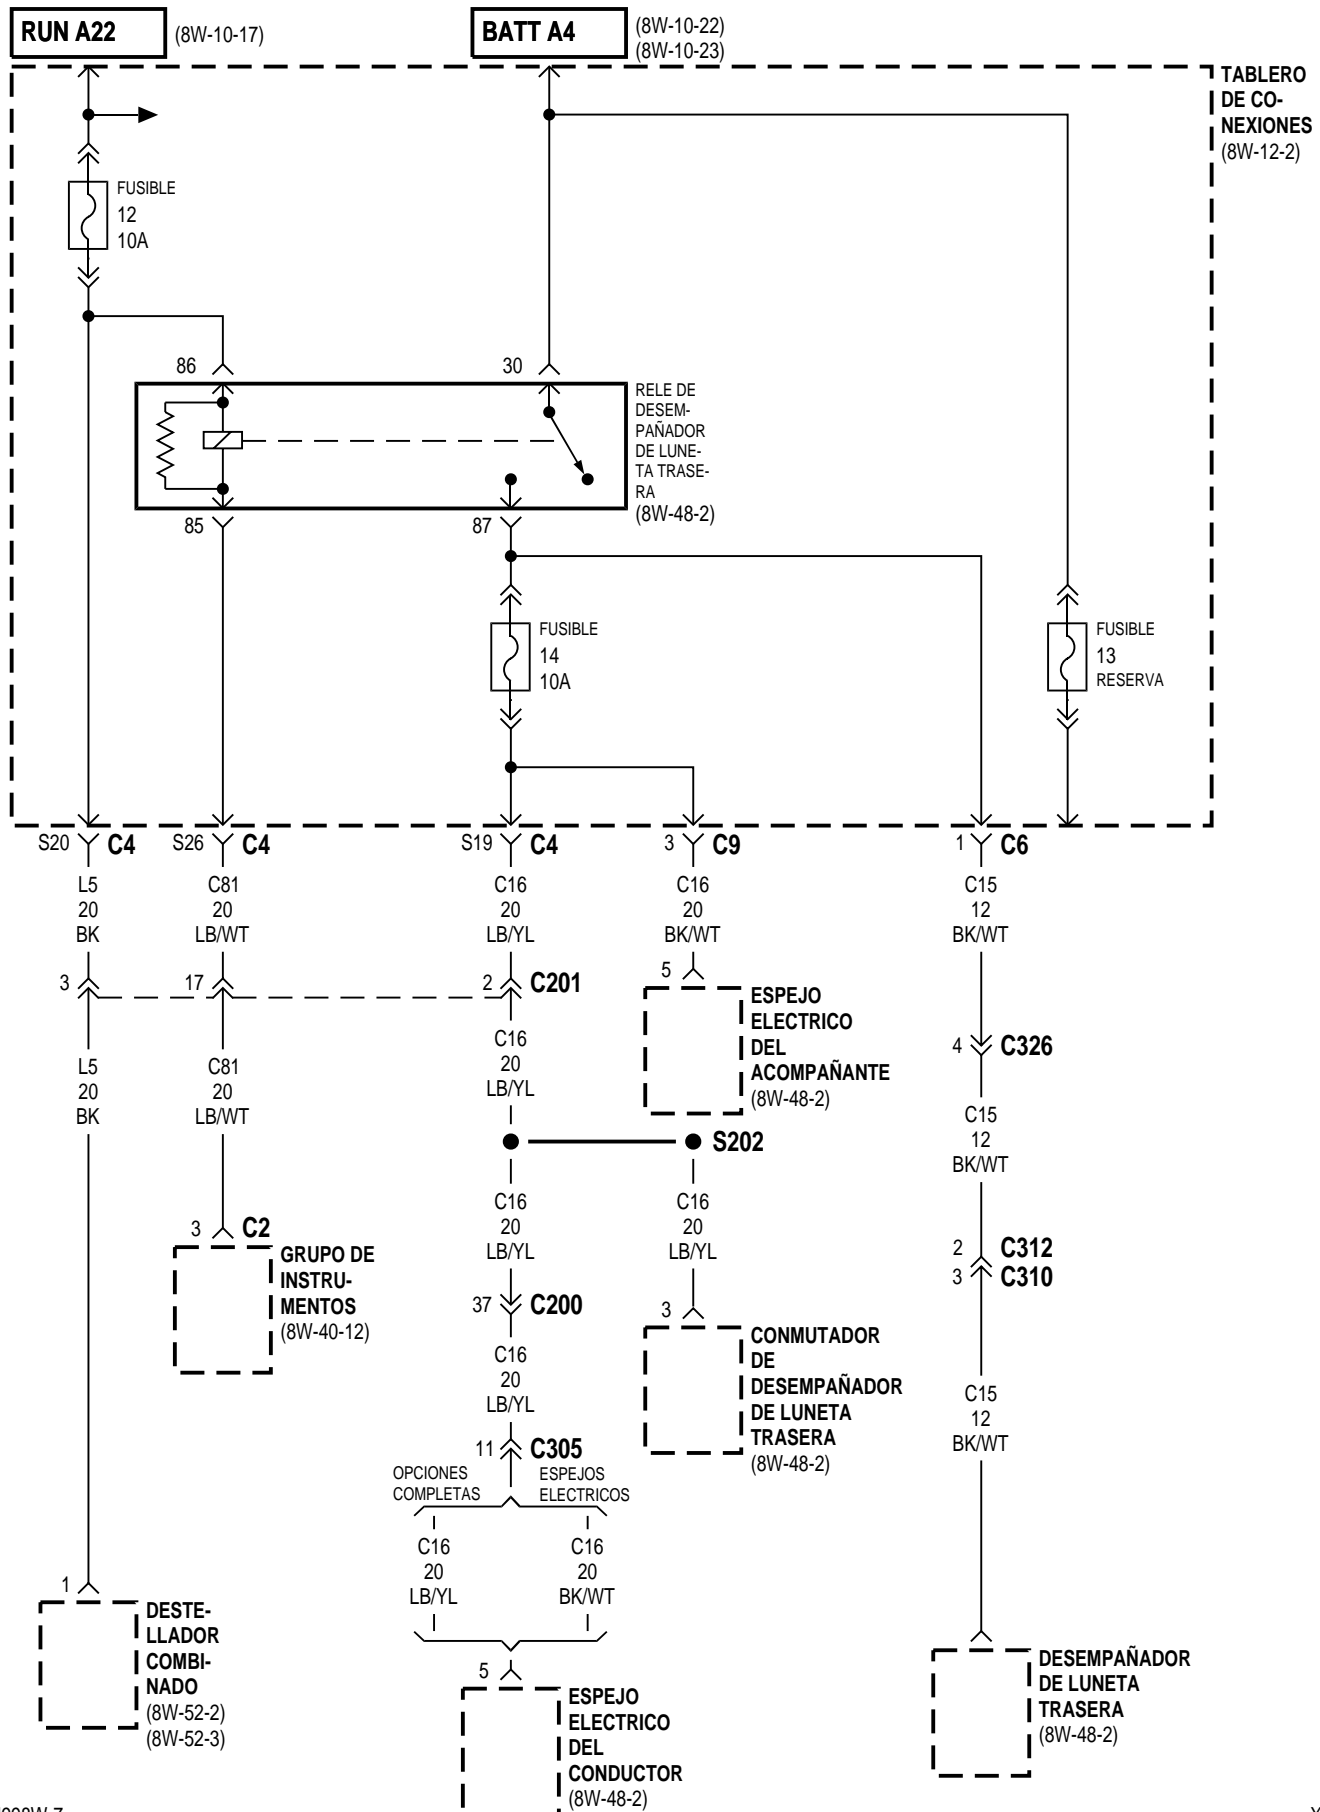 RUN A22
(8W-10-17)
BATT A4
(8W-10-22)
(8W-10-23)
TABLERO
DE CO-
NEXIONES
(8W-12-2)
FUSIBLE
12
10A
86
30
RELE DE
DESEM-
PAÑADOR
DE LUNE-
TA TRASE-
RA
(8W-48-2)
85
87
FUSIBLE
14
10A
FUSIBLE
13
RESERVA
S20 C4
S26 C4
S19 C4
3 C9
1 C6
L5
20
BK
C81
20
LB/WT
C16
20
LB/YL
C16
20
BK/WT
C15
12
BK/WT
3
17
2 C201
5
ESPEJO
ELECTRICO
DEL
ACOMPAÑANTE
(8W-48-2)
4 C326
L5
20
BK
C81
20
LB/WT
C16
20
LB/YL
C15
12
BK/WT
S202
C16
20
LB/YL
C16
20
LB/YL
3 C2
GRUPO DE
INSTRU-
MENTOS
(8W-40-12)
2 C312
3 C310
37 C200
3
CONMUTADOR
DE
DESEMPAÑADOR
DE LUNETA
TRASERA
(8W-48-2)
C16
20
LB/YL
C15
12
BK/WT
11 C305
OPCIONES
COMPLETAS
ESPEJOS
ELECTRICOS
C16
20
LB/YL
C16
20
BK/WT
1
DESTE-
LLADOR
COMBI-
NADO
(8W-52-2)
(8W-52-3)
5
ESPEJO
ELECTRICO
DEL
CONDUCTOR
(8W-48-2)
DESEMPAÑADOR
DE LUNETA
TRASERA
(8W-48-2)